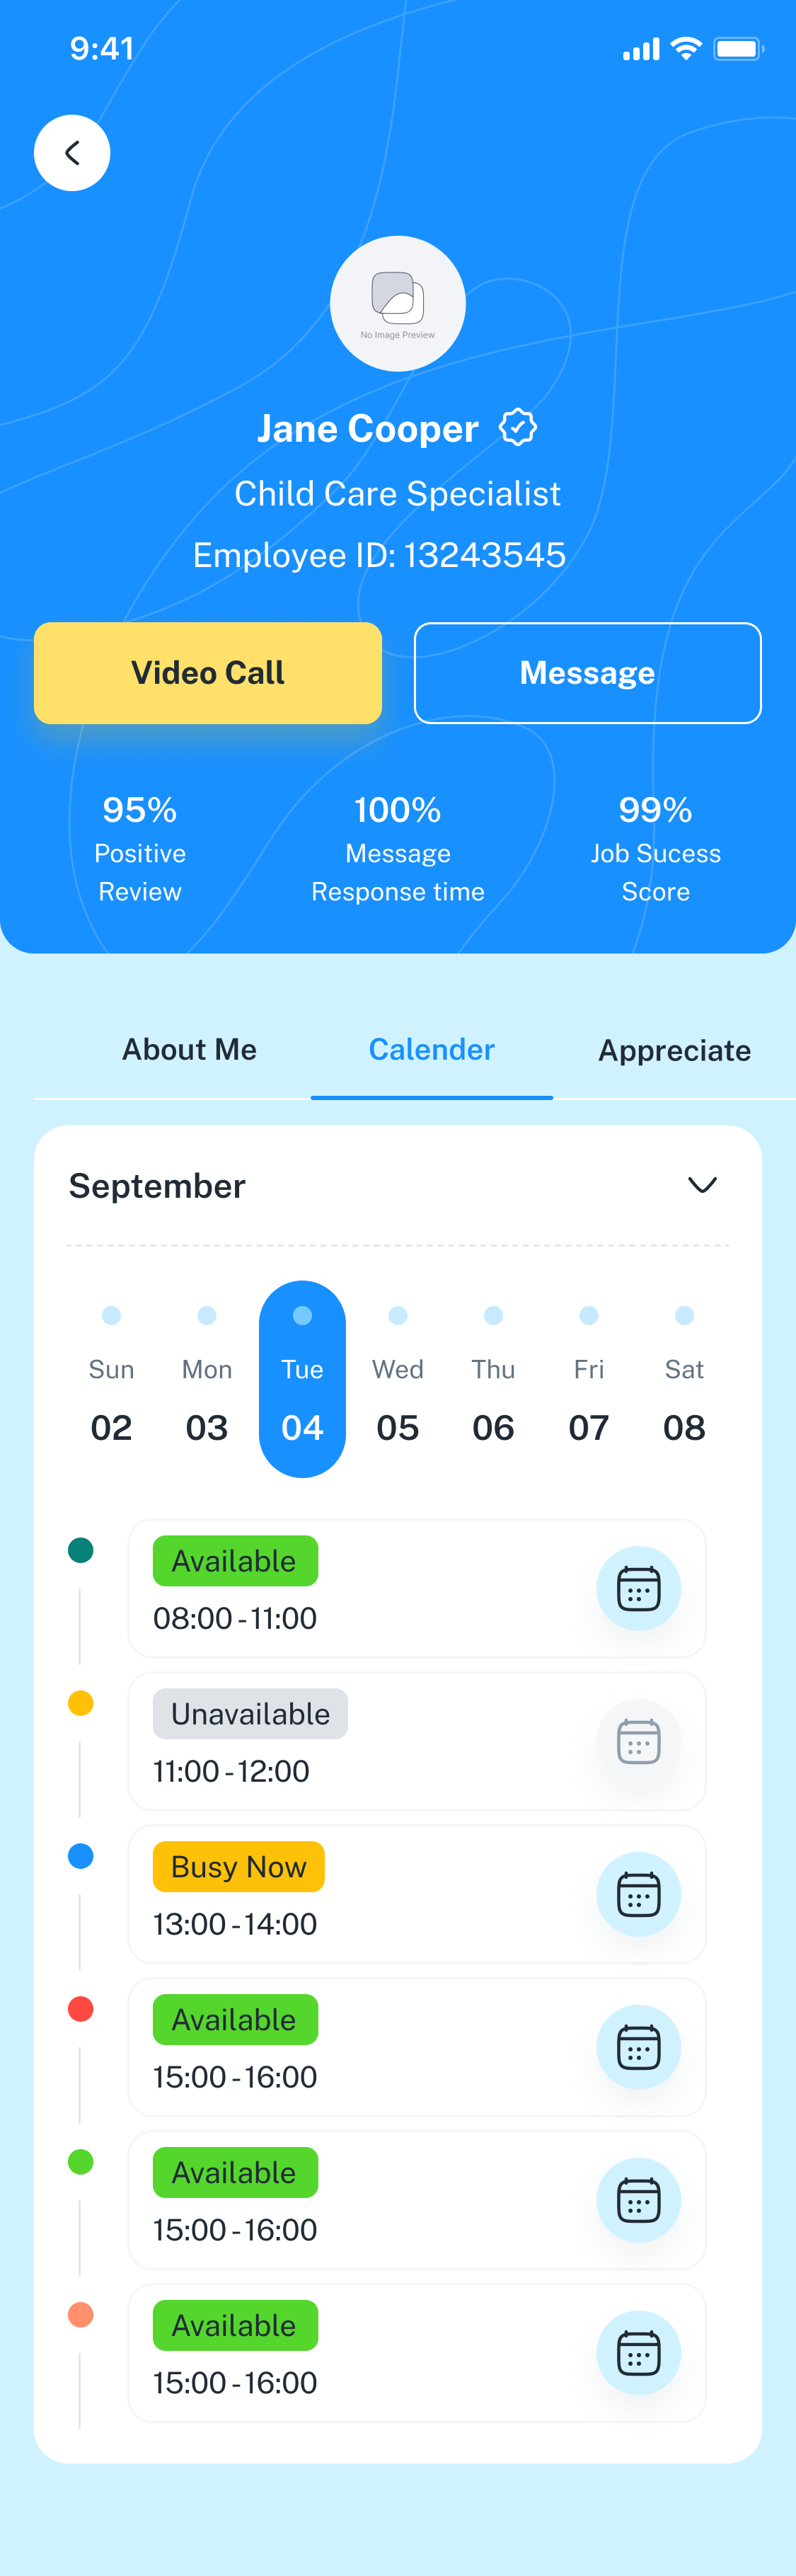 9:41
No Image Preview
Jane Cooper
Child Care Specialist
Employee ID: 13243545
Video Call
Message
95%
Positive
Review
100%
Message
Response time
99%
Job Sucess
Score
About Me
Calender
Appreciate
September
Sun Mon Tue Wed Thu Fri Sat
02 03 04 05 06 07 08
Available
08:00 - 11:00
Unavailable
11:00 - 12:00
Busy Now
13:00 - 14:00
Available
15:00 - 16:00
Available
15:00 - 16:00
Available
15:00 - 16:00